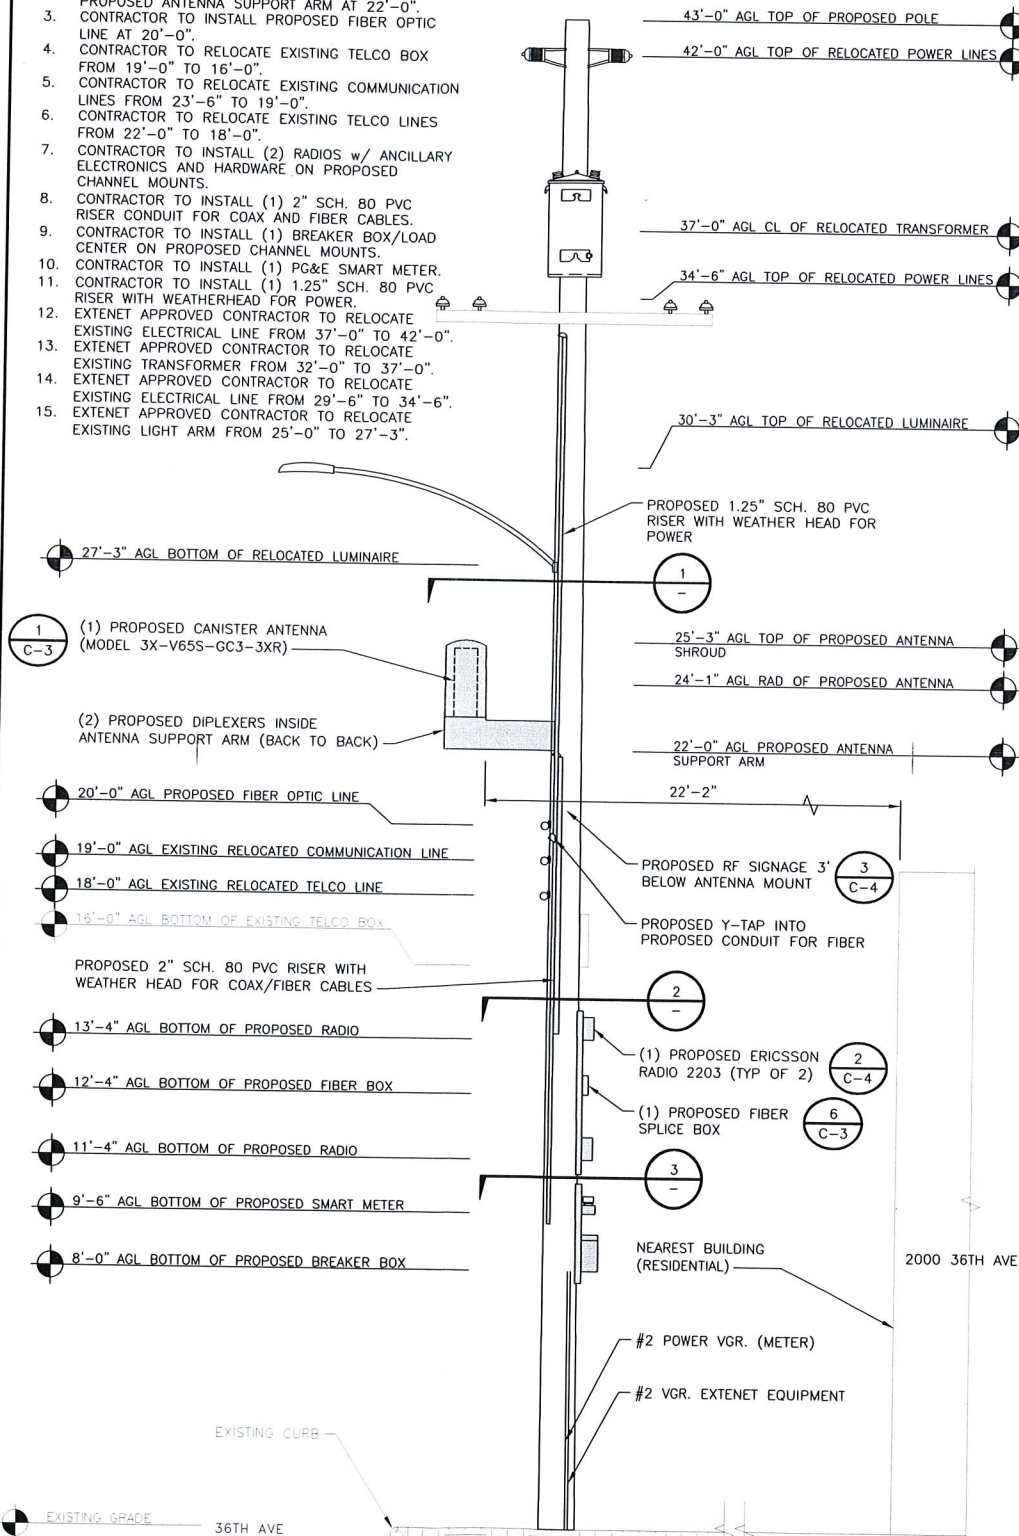 PROPOSED ANTENNA SUPPORT ARM AT 22'-0".
3. CONTRACTOR TO INSTALL PROPOSED FIBER OPTIC
LINE AT 20'-0".
4. CONTRACTOR TO RELOCATE EXISTING TELCO BOX
FROM 19'-0" TO 16'-0".
5. CONTRACTOR TO RELOCATE EXISTING COMMUNICATION
LINES FROM 23'-6" TO 19'-0".
6. CONTRACTOR TO RELOCATE EXISTING TELCO LINES
FROM 22'-0" TO 18'-0".
7. CONTRACTOR TO INSTALL (2) RADIOS w/ ANCILLARY
ELECTRONICS AND HARDWARE ON PROPOSED
CHANNEL MOUNTS.
8. CONTRACTOR TO INSTALL (1) 2" SCH. 80 PVC
RISER CONDUIT FOR COAX AND FIBER CABLES.
9. CONTRACTOR TO INSTALL (1) BREAKER BOX/LOAD
CENTER ON PROPOSED CHANNEL MOUNTS.
10. CONTRACTOR TO INSTALL (1) PG&E SMART METER.
11. CONTRACTOR TO INSTALL (1) 1.25" SCH. 80 PVC
RISER WITH WEATHERHEAD FOR POWER.
12. EXTENET APPROVED CONTRACTOR TO RELOCATE
EXISTING ELECTRICAL LINE FROM 37'-0" TO 42'-0".
13. EXTENET APPROVED CONTRACTOR TO RELOCATE
EXISTING TRANSFORMER FROM 32'-0" TO 37'-0".
14. EXTENET APPROVED CONTRACTOR TO RELOCATE
EXISTING ELECTRICAL LINE FROM 29'-6" TO 34'-6".
15. EXTENET APPROVED CONTRACTOR TO RELOCATE
EXISTING LIGHT ARM FROM 25'-0" TO 27'-3".
43'-0" AGL TOP OF PROPOSED POLE
42'-0" AGL TOP OF RELOCATED POWER LINES
37'-0" AGL CL OF RELOCATED TRANSFORMER
34'-6" AGL TOP OF RELOCATED POWER LINES
30'-3" AGL TOP OF RELOCATED LUMINAIRE
PROPOSED 1.25" SCH. 80 PVC
RISER WITH WEATHER HEAD FOR
POWER
27'-3" AGL BOTTOM OF RELOCATED LUMINAIRE
1
-
1
C-3
(1) PROPOSED CANISTER ANTENNA
(MODEL 3X-V65S-GC3-3XR)
25'-3" AGL TOP OF PROPOSED ANTENNA
SHROUD
24'-1" AGL RAD OF PROPOSED ANTENNA
(2) PROPOSED DIPLEXERS INSIDE
ANTENNA SUPPORT ARM (BACK TO BACK)
22'-0" AGL PROPOSED ANTENNA
SUPPORT ARM
22'-2"
20'-0" AGL PROPOSED FIBER OPTIC LINE
19'-0" AGL EXISTING RELOCATED COMMUNICATION LINE
18'-0" AGL EXISTING RELOCATED TELCO LINE
16'-0" AGL BOTTOM OF EXISTING TELCO BOX
PROPOSED RF SIGNAGE 3'
BELOW ANTENNA MOUNT
3
C-4
PROPOSED Y-TAP INTO
PROPOSED CONDUIT FOR FIBER
PROPOSED 2" SCH. 80 PVC RISER WITH
WEATHER HEAD FOR COAX/FIBER CABLES
2
-
13'-4" AGL BOTTOM OF PROPOSED RADIO
(1) PROPOSED ERICSSON
RADIO 2203 (TYP OF 2)
2
C-4
12'-4" AGL BOTTOM OF PROPOSED FIBER BOX
(1) PROPOSED FIBER
SPLICE BOX
6
C-3
11'-4" AGL BOTTOM OF PROPOSED RADIO
3
-
9'-6" AGL BOTTOM OF PROPOSED SMART METER
8'-0" AGL BOTTOM OF PROPOSED BREAKER BOX
NEAREST BUILDING
(RESIDENTIAL)
2000 36TH AVE
#2 POWER VGR. (METER)
#2 VGR. EXTENET EQUIPMENT
EXISTING CURB
EXISTING GRADE
36TH AVE